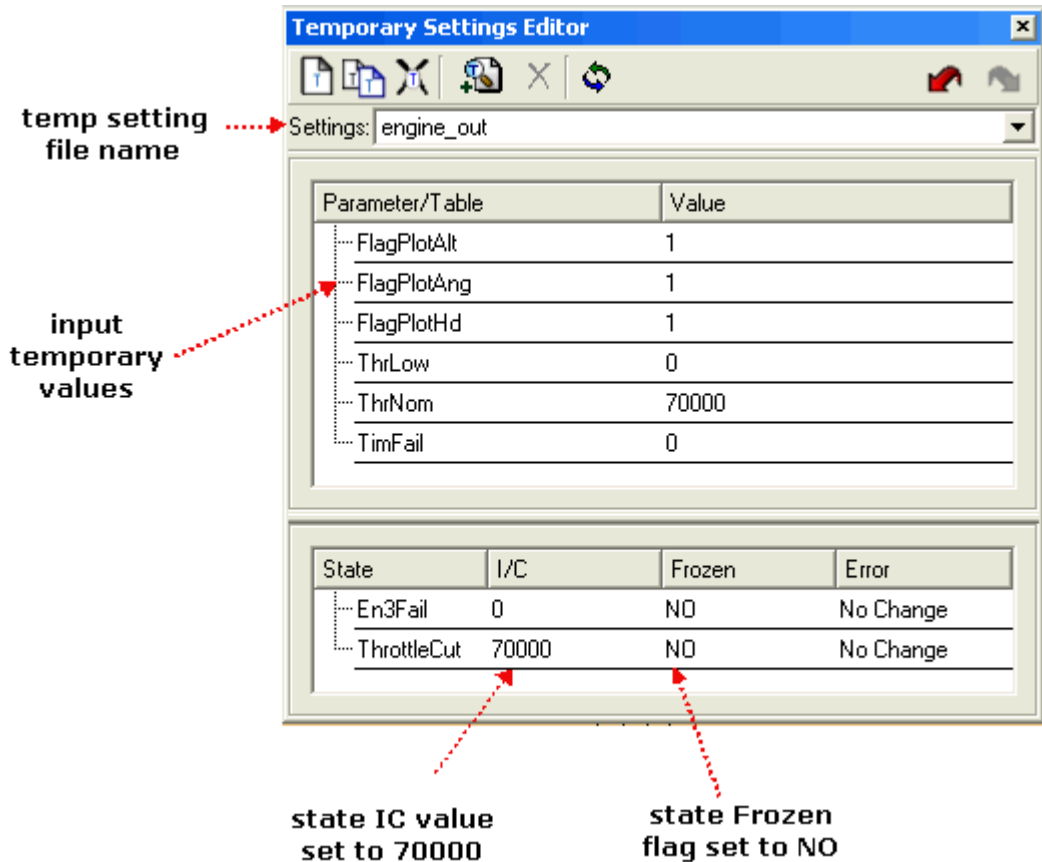 Temporary Settings Editor
temp setting
file name
Settings: engine_out
Parameter/Table Value
FlagPlotAlt 1
FlagPlotAng 1
FlagPlotHd 1
ThrLow 0
ThrNom 70000
TimFail 0
input
temporary
values
State I/C Frozen Error
En3Fail 0 NO No Change
ThrottleCut 70000 NO No Change
state IC value
set to 70000
state Frozen
flag set to NO